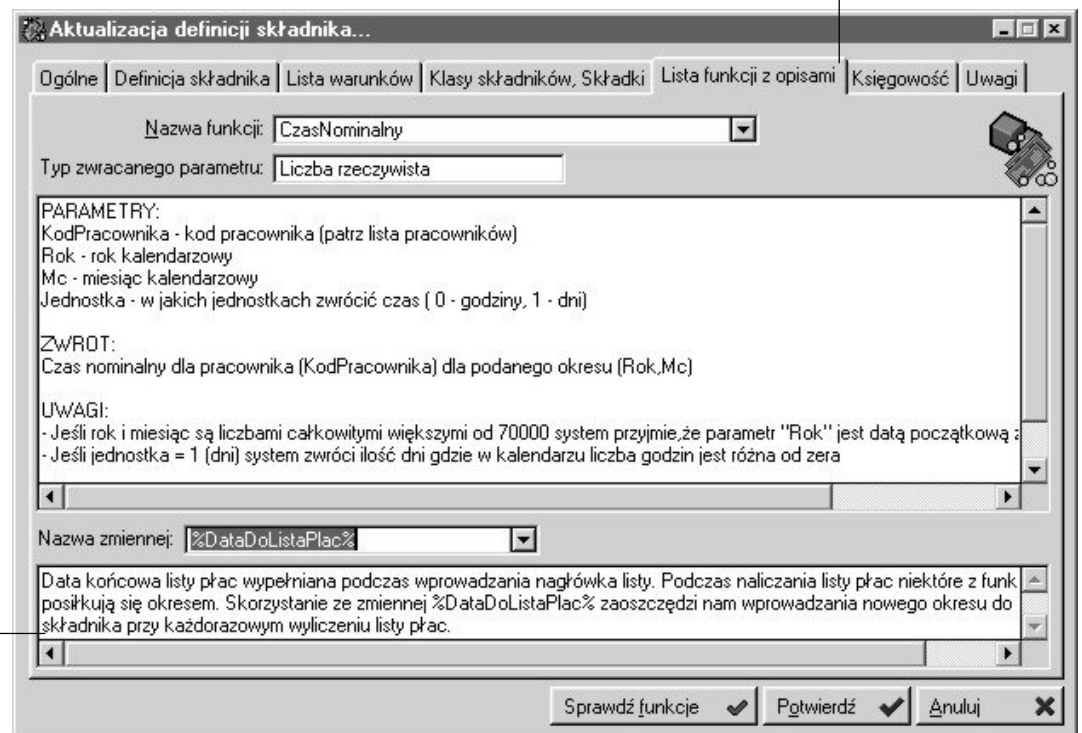 Aktualizacja definicji składnika...
Ogólne Definicja składnika Lista warunków Klasy składników, Składki Lista funkcji z opisami Księgowość Uwagi
Nazwa funkcji: CzasNominalny
Typ zwracanego parametru: Liczba rzeczywista
PARAMETRY:
KodPracownika - kod pracownika (patrz lista pracowników)
Rok - rok kalendarzowy
Mc - miesiąc kalendarzowy
Jednostka - w jakich jednostkach zwrócić czas ( 0 - godziny, 1 - dni)
ZWROT:
Czas nominalny dla pracownika (KodPracownika) dla podanego okresu (Rok,Mc)
UWAGI:
- Jeśli rok i miesiąc są liczbami całkowitymi większymi od 70000 system przyjmie,że parametr "Rok" jest datą początkową z
- Jeśli jednostka = 1 (dni) system zwróci ilość dni gdzie w kalendarzu liczba godzin jest różna od zera
Nazwa zmiennej: %DataDoListaPlac%
Data końcowa listy płac wypełniana podczas wprowadzania nagłówka listy. Podczas naliczania listy płac niektóre z funk
posiłkują się okresem. Skorzystanie ze zmiennej %DataDoListaPlac% zaoszczędzi nam wprowadzania nowego okresu do
składnika przy każdorazowym wyliczeniu listy płac.
Sprawdź funkcje Potwierdź Anuluj